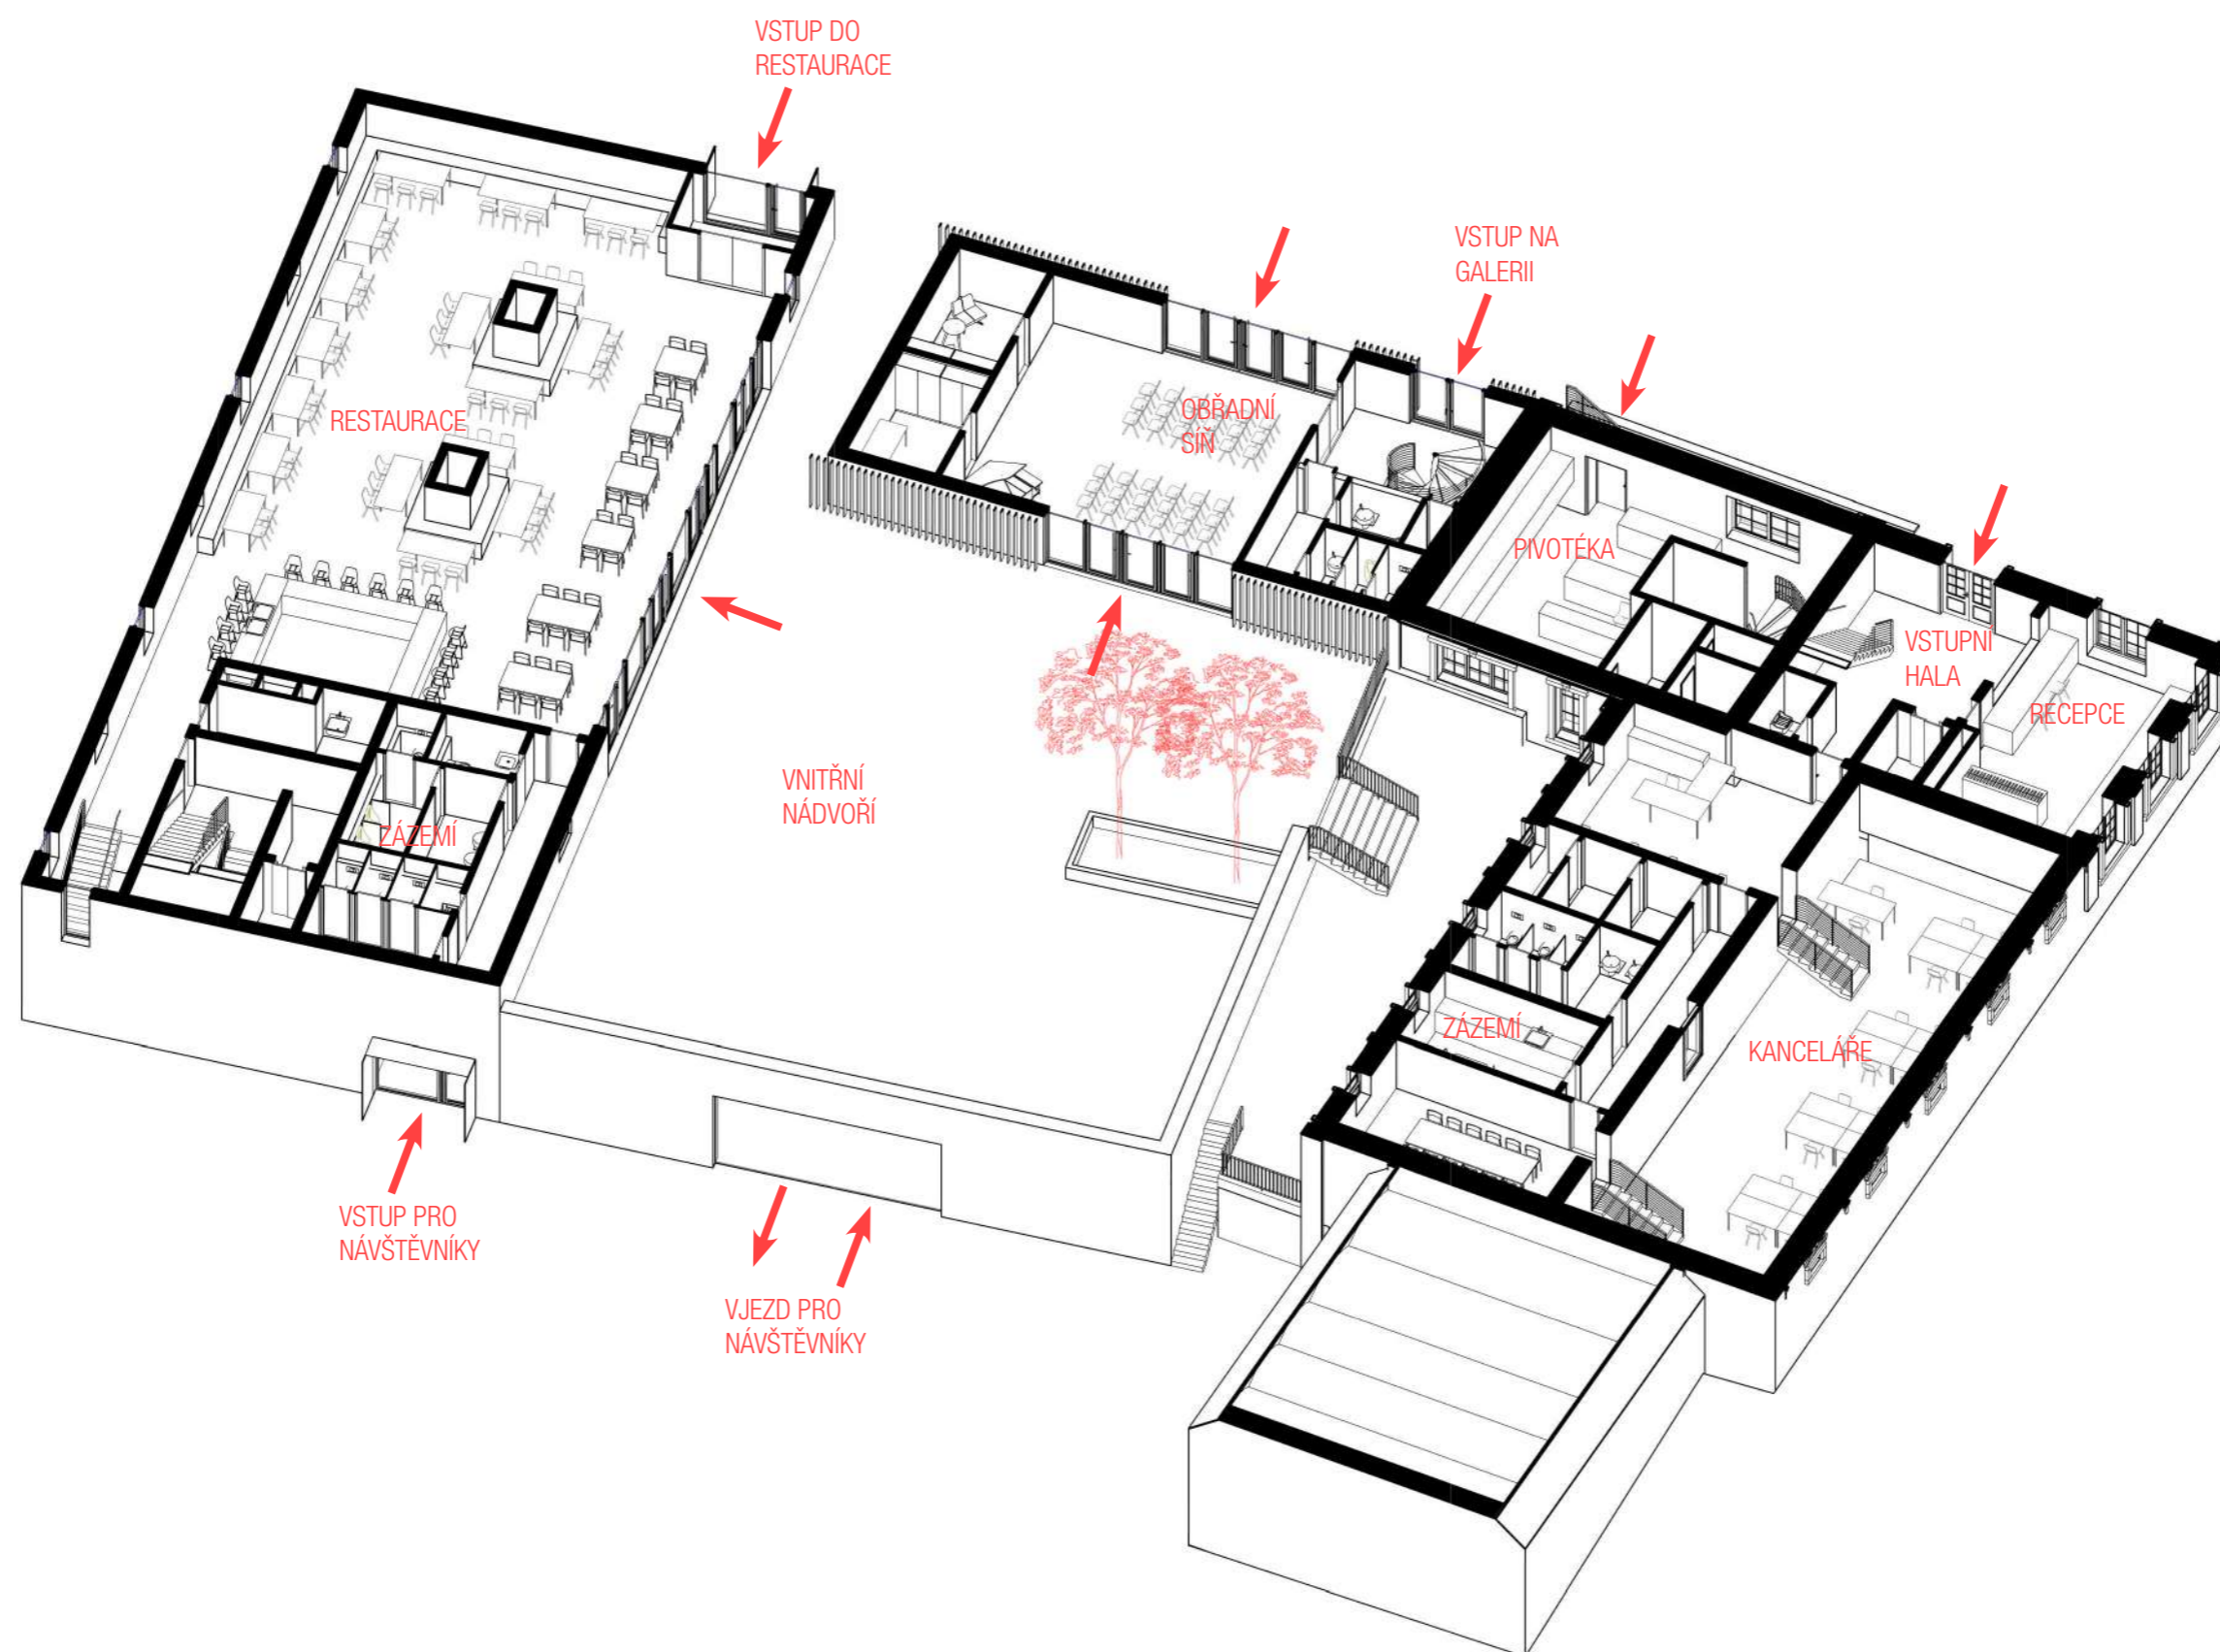 VSTUP DO
RESTAURACE
VSTUP NA
GALERII
RESTAURACE
OBŘADNÍ
SÍŇ
PIVOTÉKA
VSTUPNÍ
HALA
RECEPCE
VNITŘNÍ
NÁDVOŘÍ
ZÁZEMÍ
ZÁZEMÍ
KANCELÁŘE
VSTUP PRO
NÁVŠTĚVNÍKY
VJEZD PRO
NÁVŠTĚVNÍKY